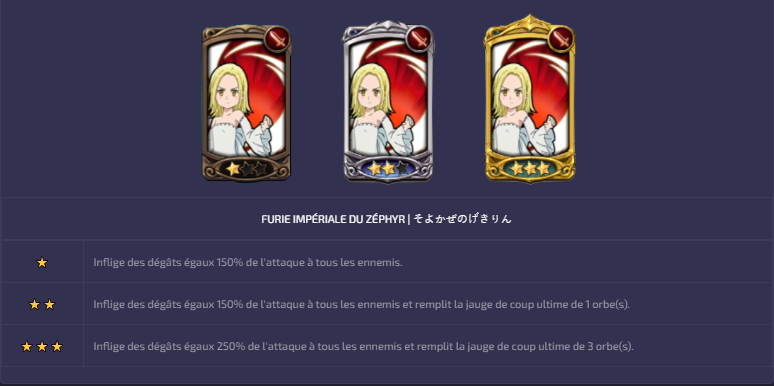 FURIE IMPÉRIALE DU ZÉPHYR | そよかぜのげきりん
Inflige des dégâts égaux 150% de l'attaque à tous les ennemis.
Inflige des dégâts égaux 150% de l'attaque à tous les ennemis et remplit la jauge de coup ultime de 1 orbe(s).
Inflige des dégâts égaux 250% de l'attaque à tous les ennemis et remplit la jauge de coup ultime de 3 orbe(s).